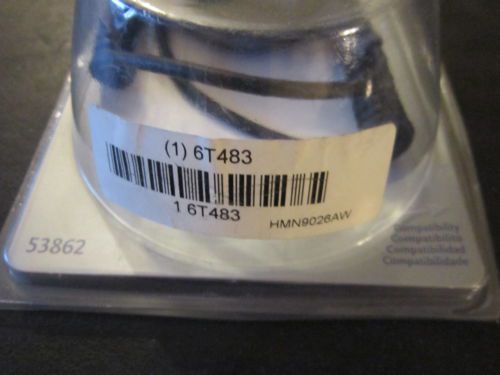 (1) 6T483
1 6T483
HMN9026AW
53862
Compatibility
Compatibilité
Compatibilidad
Compatibilidade